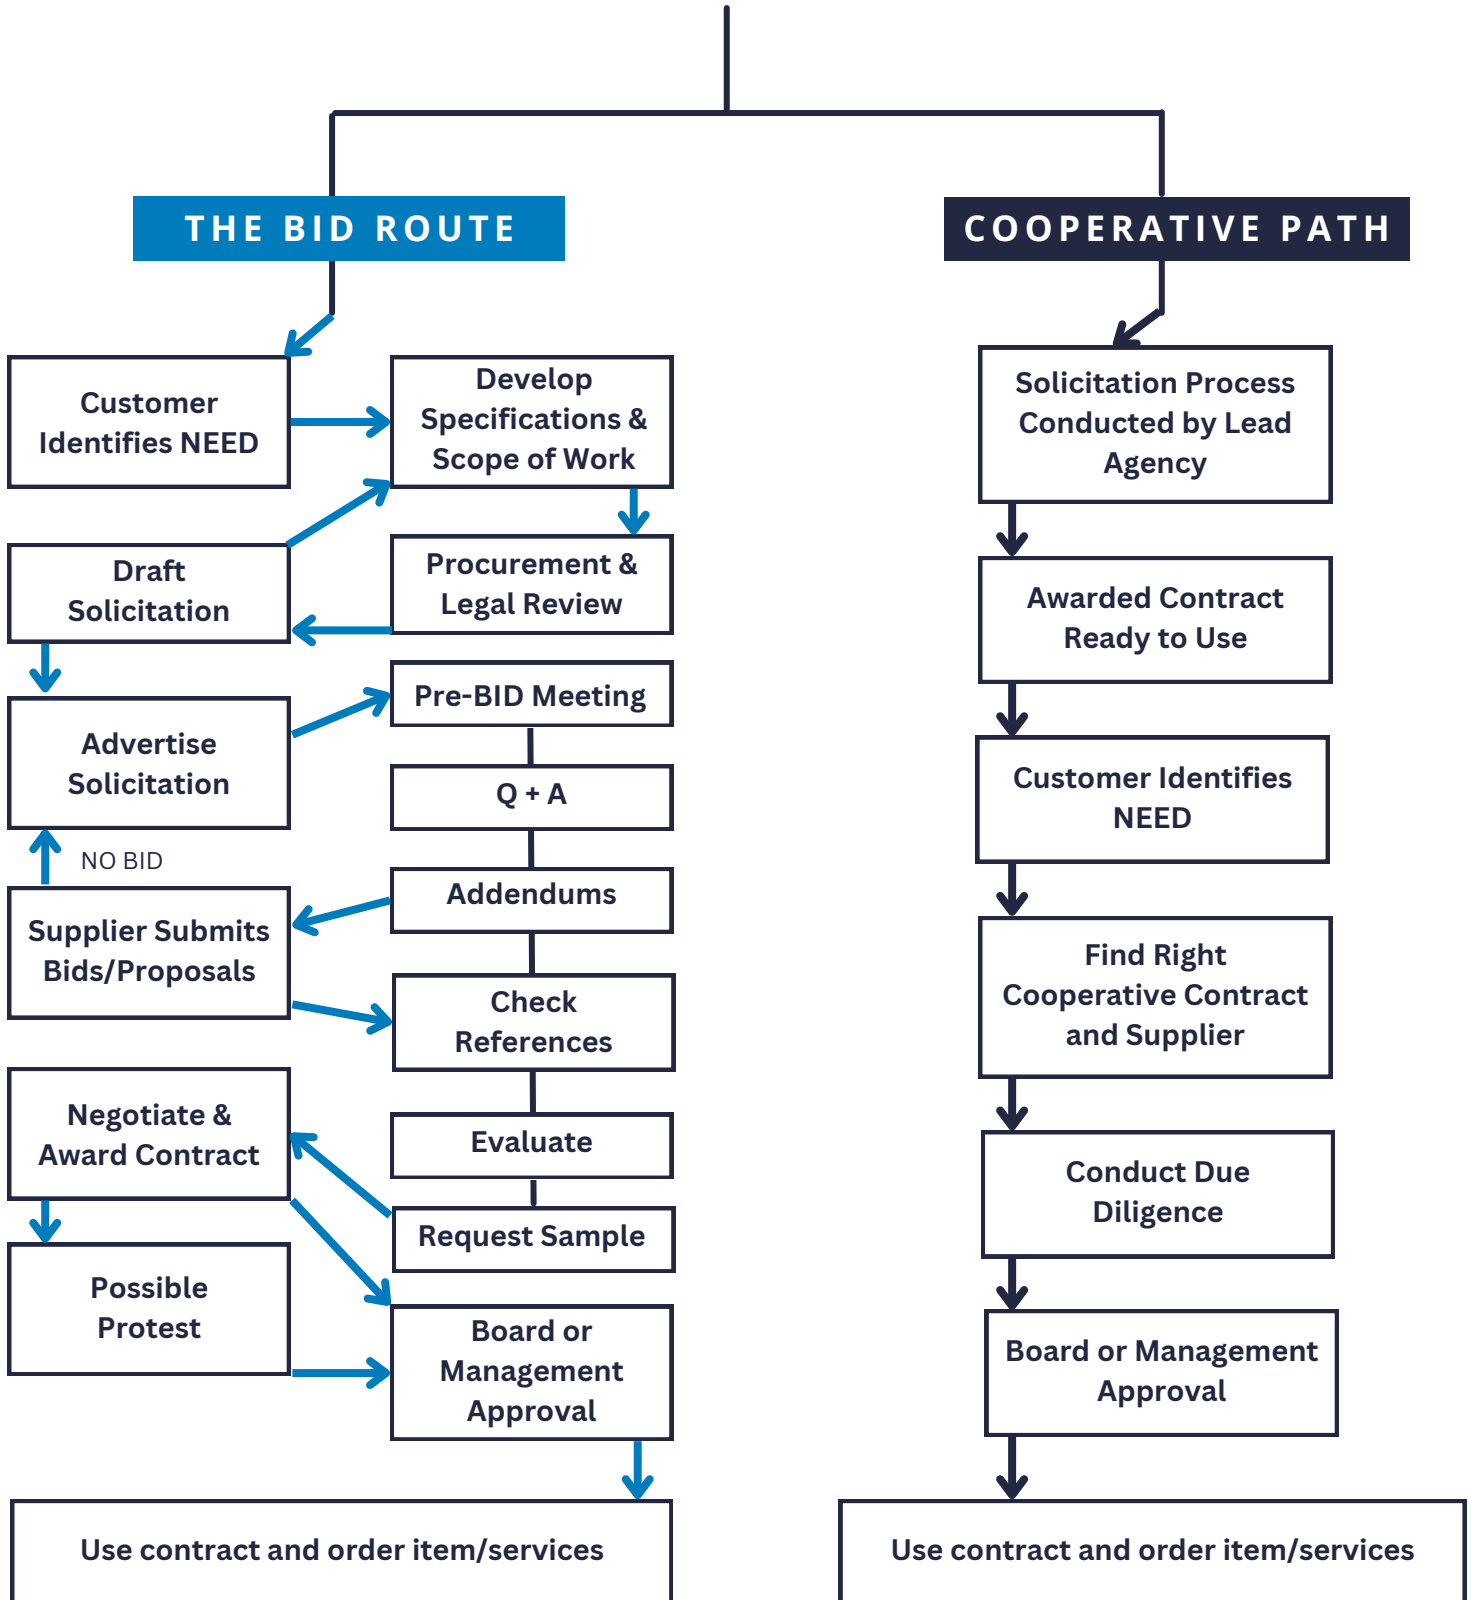 THE BID ROUTE
COOPERATIVE PATH
Customer
Identifies NEED
Develop
Specifications &
Scope of Work
Draft
Solicitation
Procurement &
Legal Review
Advertise
Solicitation
Pre-BID Meeting
Q + A
NO BID
Addendums
Supplier Submits
Bids/Proposals
Check
References
Negotiate &
Award Contract
Evaluate
Request Sample
Possible
Protest
Board or
Management
Approval
Use contract and order item/services
Solicitation Process
Conducted by Lead
Agency
Awarded Contract
Ready to Use
Customer Identifies
NEED
Find Right
Cooperative Contract
and Supplier
Conduct Due
Diligence
Board or Management
Approval
Use contract and order item/services